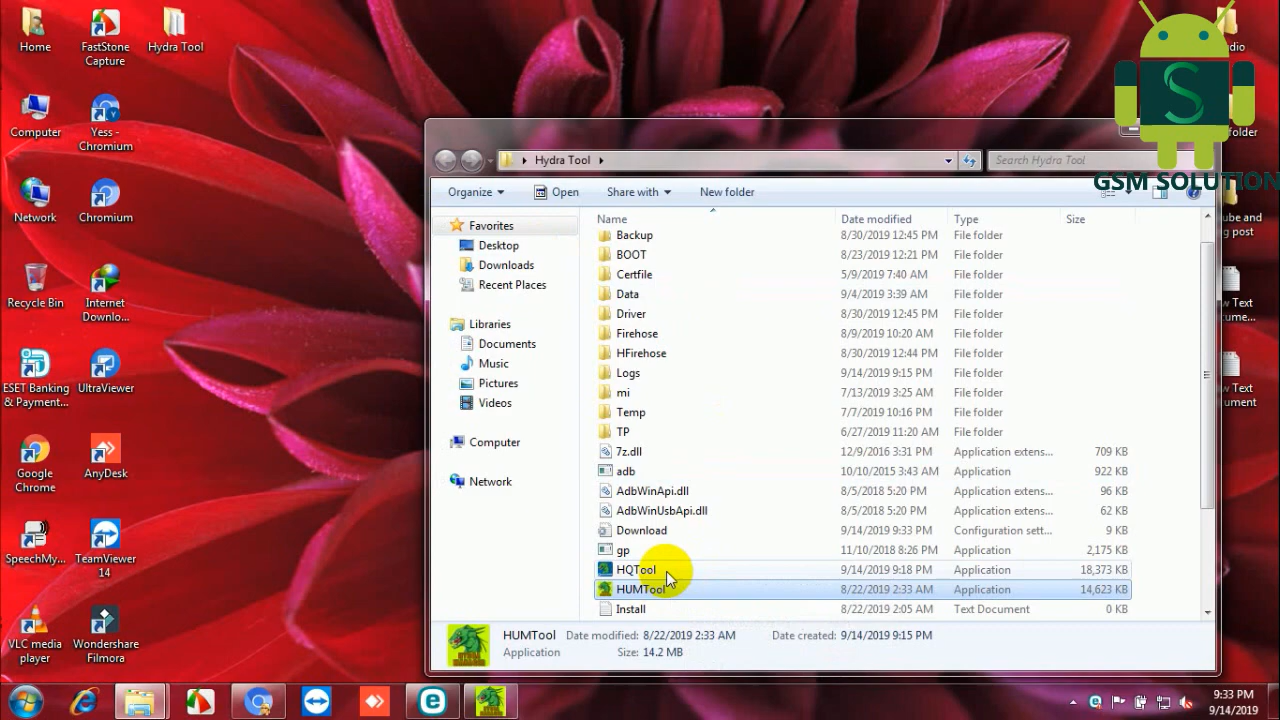 Home
FastStone
Capture
Hydra Tool
Computer
Yess -
Chromium
Network
Chromium
Recycle Bin
Internet
Downlo...
ESET Banking
& Payment...
UltraViewer
Google
Chrome
AnyDesk
SpeechMy...
TeamViewer
14
VLC media
player
Wondershare
Filmora
S
GSM SOLUTION
Hydra Tool
Search Hydra Tool
Organize
Open
Share with
New folder
Favorites
Desktop
Downloads
Recent Places
Libraries
Documents
Music
Pictures
Videos
Computer
Network
Name Date modified Type Size
Backup 8/30/2019 12:45 PM File folder
BOOT 8/23/2019 12:21 PM File folder
Certfile 5/9/2019 7:40 AM File folder
Data 9/4/2019 3:39 AM File folder
Driver 8/30/2019 12:45 PM File folder
Firehose 8/9/2019 10:20 AM File folder
HFirehose 8/30/2019 12:44 PM File folder
Logs 9/14/2019 9:15 PM File folder
mi 7/13/2019 3:25 AM File folder
Temp 7/7/2019 10:16 PM File folder
TP 6/27/2019 11:20 AM File folder
7z.dll 12/9/2016 3:31 PM Application extens... 709 KB
adb 10/10/2015 3:43 AM Application 922 KB
AdbWinApi.dll 8/5/2018 5:20 PM Application extens... 96 KB
AdbWinUsbApi.dll 8/5/2018 5:20 PM Application extens... 62 KB
Download 9/14/2019 9:33 PM Configuration sett... 9 KB
gp 11/10/2018 8:26 PM Application 2,175 KB
HQTool 9/14/2019 9:18 PM Application 18,373 KB
HUMTool 8/22/2019 2:33 AM Application 14,623 KB
Install 8/22/2019 2:05 AM Text Document 0 KB
HUMTool Date modified: 8/22/2019 2:33 AM Date created: 9/14/2019 9:15 PM
Application Size: 14.2 MB
dio
folder
ube and
g post
w Text
cume...
w Text
ument
9:33 PM
9/14/2019